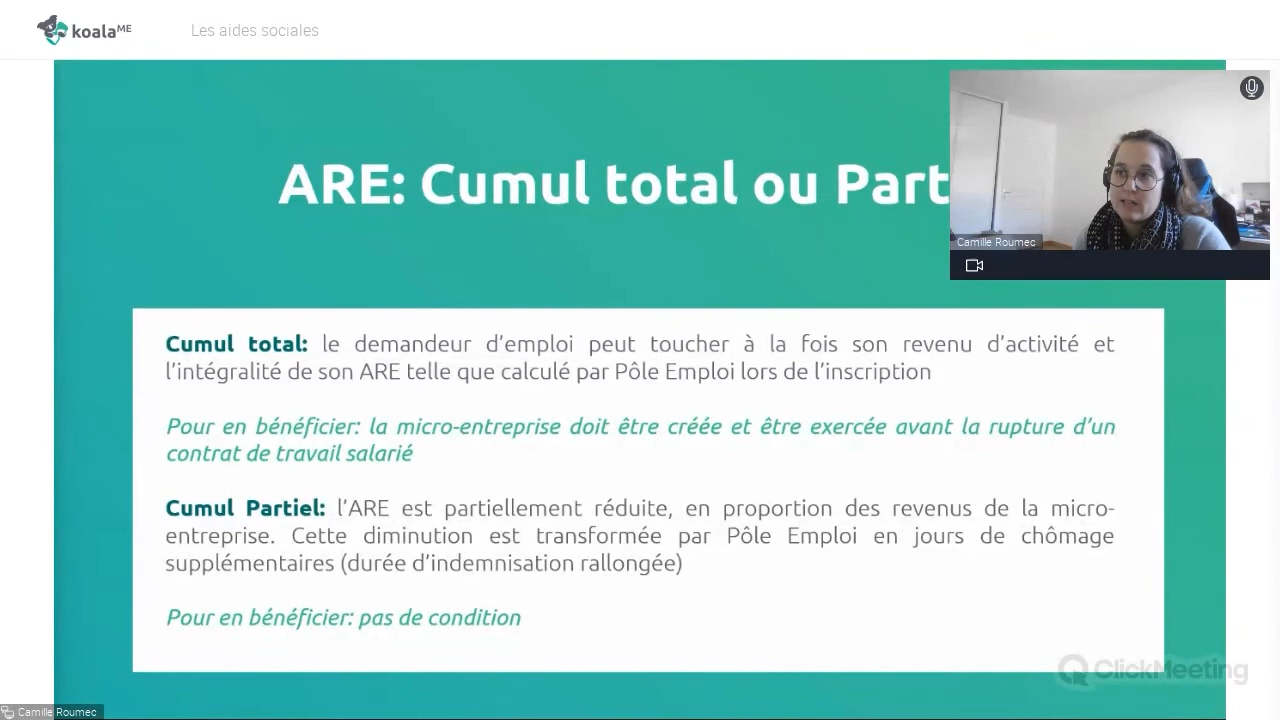 koalaME
Les aides sociales
ARE: Cumul total ou Part
Camille Roumec
Cumul total: le demandeur d'emploi peut toucher à la fois son revenu d'activité et
l'intégralité de son ARE telle que calculé par Pôle Emploi lors de l'inscription
Pour en bénéficier: la micro-entreprise doit être créée et être exercée avant la rupture d'un
contrat de travail salarié
Cumul Partiel: l'ARE est partiellement réduite, en proportion des revenus de la micro-
entreprise. Cette diminution est transformée par Pôle Emploi en jours de chômage
supplémentaires (durée d'indemnisation rallongée)
Pour en bénéficier: pas de condition
ClickMeeting
Camille Roumec